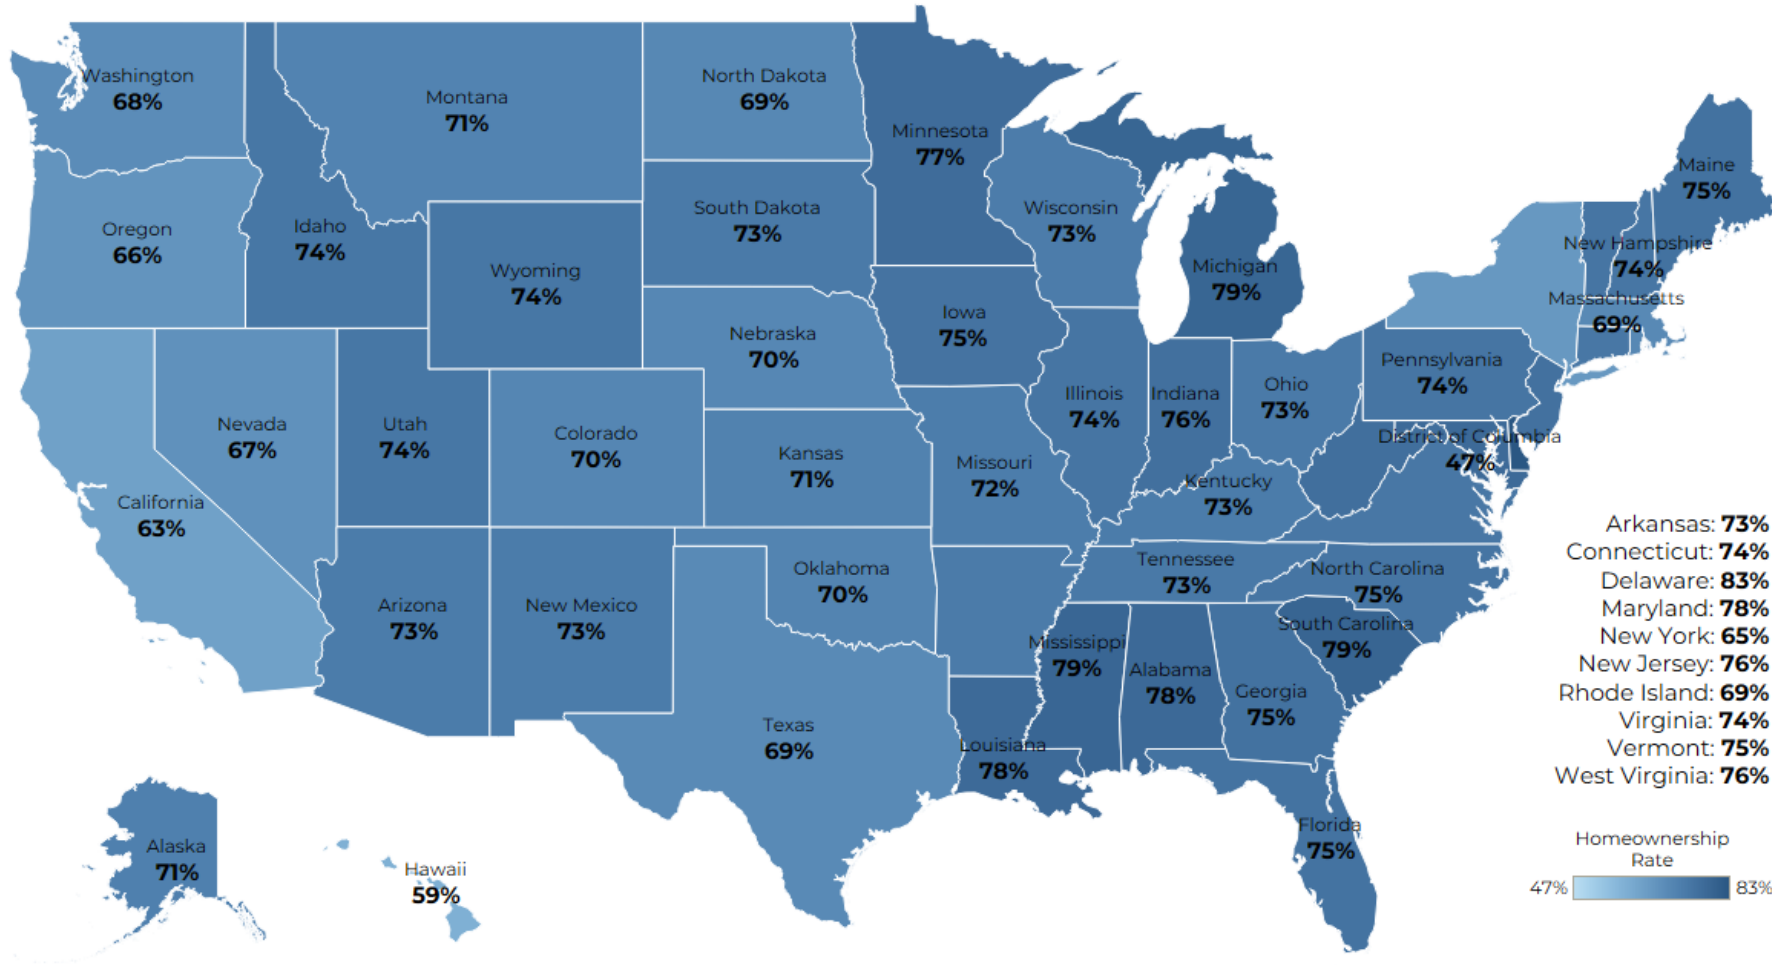 Washington
68%
Montana
71%
North Dakota
69%
Minnesota
77%
Maine
75%
Oregon
66%
Idaho
74%
Wyoming
74%
South Dakota
73%
Wisconsin
73%
Michigan
79%
New Hampshire
74%
Massachusetts
69%
Nebraska
70%
Iowa
75%
Illinois
74%
Indiana
76%
Ohio
73%
Pennsylvania
74%
District of Columbia
47%
Nevada
67%
Utah
74%
Colorado
70%
Kansas
71%
Missouri
72%
Kentucky
73%
California
63%
Arizona
73%
New Mexico
73%
Oklahoma
70%
Tennessee
73%
North Carolina
75%
South Carolina
79%
Mississippi
79%
Alabama
78%
Georgia
75%
Texas
69%
Louisiana
78%
Florida
75%
Alaska
71%
Hawaii
59%
Arkansas: 73%
Connecticut: 74%
Delaware: 83%
Maryland: 78%
New York: 65%
New Jersey: 76%
Rhode Island: 69%
Virginia: 74%
Vermont: 75%
West Virginia: 76%
Homeownership
Rate
47% 83%